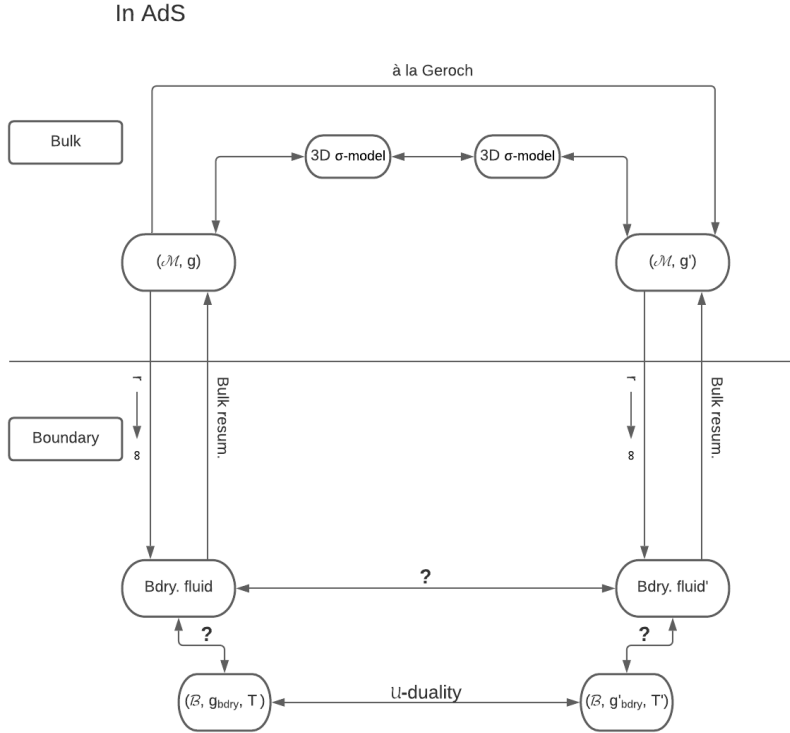 In AdS
à la Geroch
Bulk
3D σ-model
3D σ-model
(ℳ, g)
(ℳ, g')
r
Bulk resum.
r
Bulk resum.
Boundary
∞
∞
Bdry. fluid
?
Bdry. fluid'
?
?
(ℬ, g_bdry, T)
𝔘-duality
(ℬ, g'_bdry, T')